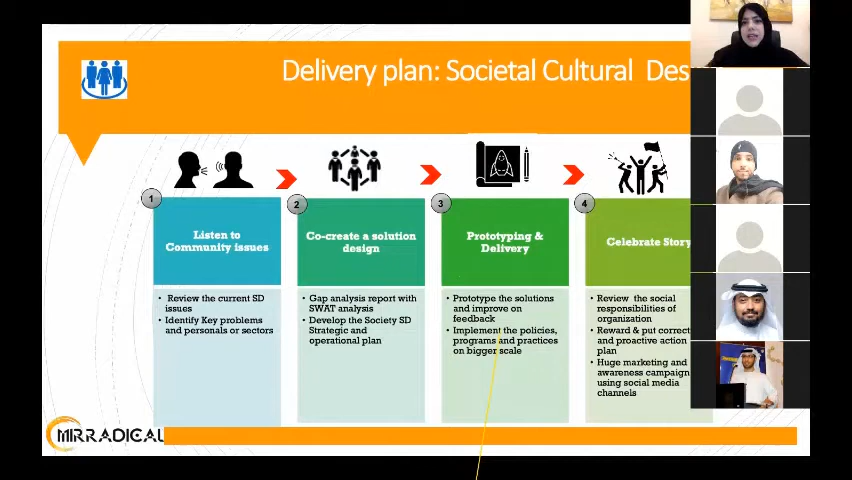 Delivery plan: Societal Cultural Des
1
2
3
4
Listen to
Community issues
Co-create a solution
design
Prototyping &
Delivery
Celebrate Story
• Review the current SD
issues
• Identify Key problems
and personals or sectors
• Gap analysis report with
SWAT analysis
• Develop the Society SD
Strategic and
operational plan
• Prototype the solutions
and improve on
feedback
• Implement the policies,
programs and practices
on bigger scale
• Review the social
responsibilities of
organization
• Reward & put correct
and proactive action
plan
• Huge marketing and
awareness campaign
using social media
channels
MIRRADICAL